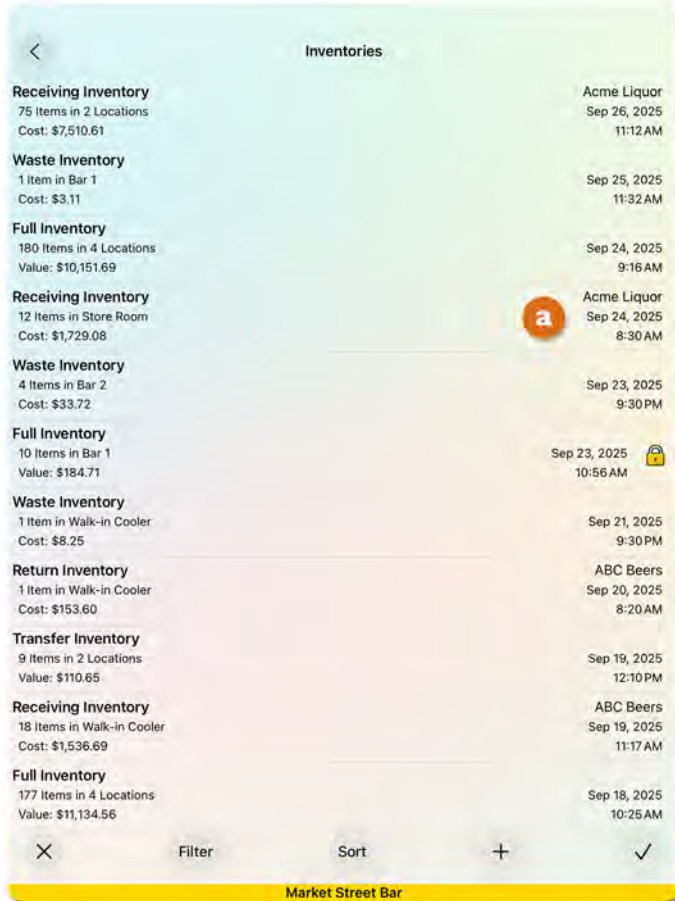 Inventories
Receiving Inventory
Acme Liquor
75 Items in 2 Locations
Sep 26, 2025
Cost: $7,510.61
11:12 AM
Waste Inventory
1 Item in Bar 1
Sep 25, 2025
Cost: $3.11
11:32 AM
Full Inventory
180 Items in 4 Locations
Sep 24, 2025
Value: $10,151.69
9:16 AM
Receiving Inventory
Acme Liquor
12 Items in Store Room
a
Sep 24, 2025
Cost: $1,729.08
8:30 AM
Waste Inventory
4 Items in Bar 2
Sep 23, 2025
Cost: $33.72
9:30 PM
Full Inventory
10 Items in Bar 1
Sep 23, 2025
Value: $184.71
10:56 AM
Waste Inventory
1 Item in Walk-in Cooler
Sep 21, 2025
Cost: $8.25
9:30 PM
Return Inventory
ABC Beers
1 Item in Walk-in Cooler
Sep 20, 2025
Cost: $153.60
8:20 AM
Transfer Inventory
9 Items in 2 Locations
Sep 19, 2025
Value: $110.65
12:10 PM
Receiving Inventory
ABC Beers
18 Items in Walk-in Cooler
Sep 19, 2025
Cost: $1,536.69
11:17 AM
Full Inventory
177 Items in 4 Locations
Sep 18, 2025
Value: $11,134.56
10:25 AM
Filter
Sort
Market Street Bar